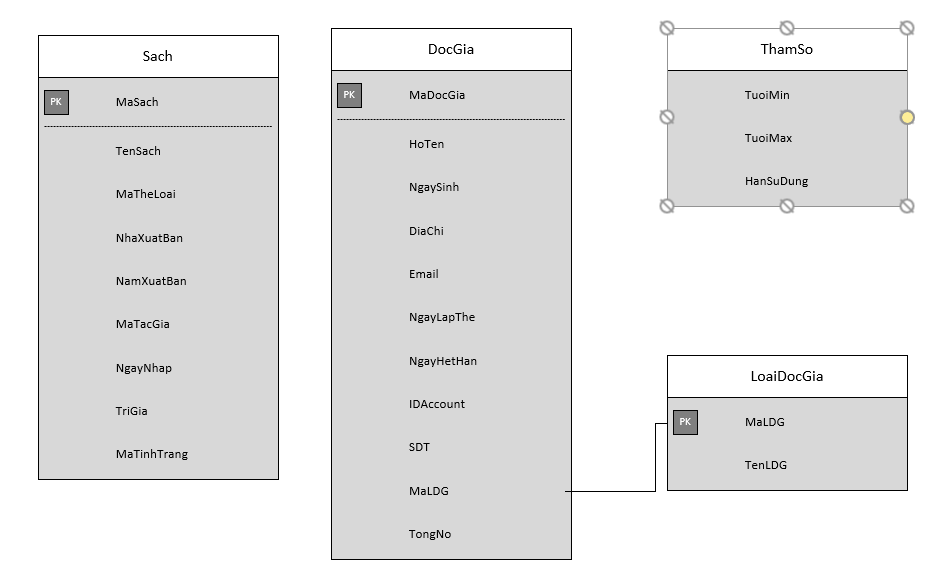 Sach
PK
MaSach
TenSach
MaTheLoai
NhaXuatBan
NamXuatBan
MaTacGia
NgayNhap
TriGia
MaTinhTrang
DocGia
PK
MaDocGia
HoTen
NgaySinh
DiaChi
Email
NgayLapThe
NgayHetHan
IDAccount
SDT
MaLDG
TongNo
ThamSo
TuoiMin
TuoiMax
HanSuDung
LoaiDocGia
PK
MaLDG
TenLDG